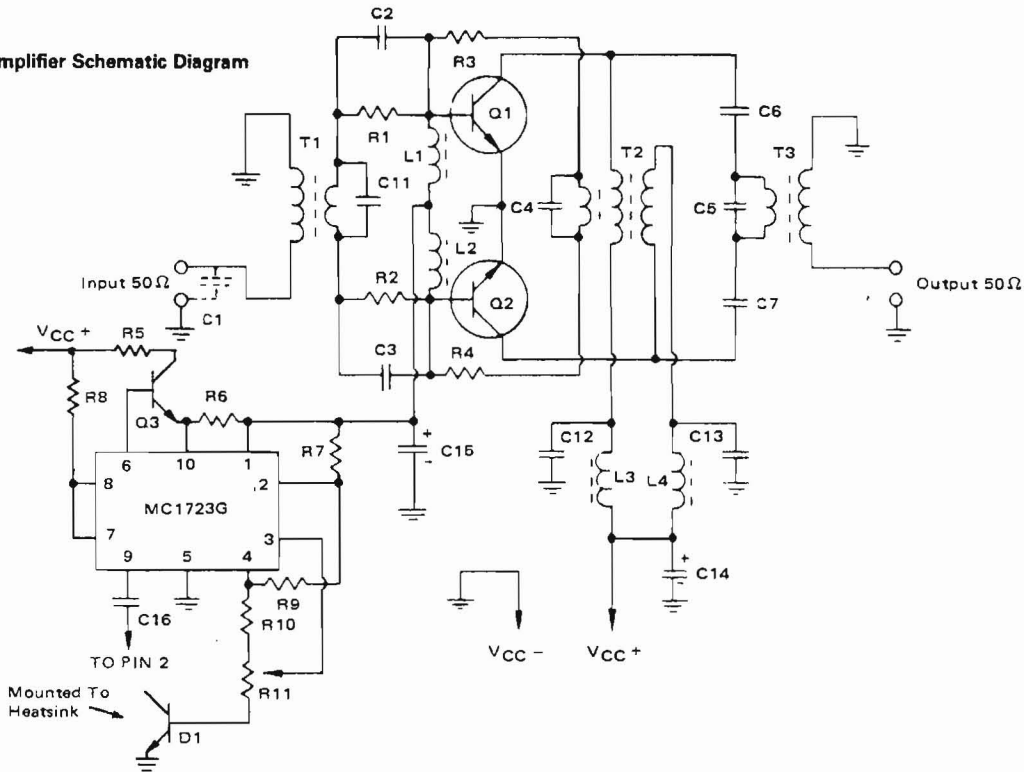 mplifier Schematic Diagram
C2
R3
Q1
C6
R1
T1
L1
T2
T3
C11
C4
C5
L2
Input 50Ω
R2
Q2
C7
Output 50Ω
C1
VCC+
R5
C3
R4
R8
Q3
R6
R7
C15
C12
C13
6 10 1
8
2
L3
L4
MC1723G
7
3
9 5 4
C14
R9
C16
R10
TO PIN 2
VCC−
VCC+
R11
Mounted To
Heatsink
D1